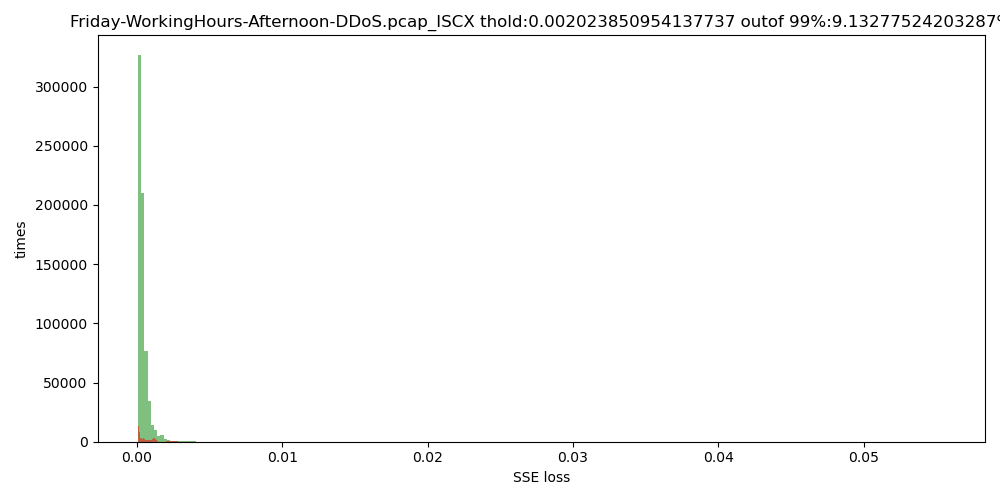 Friday-WorkingHours-Afternoon-DDoS.pcap_ISCX thold:0.002023850954137737 outof 99%:9.13277524203287%
300000
250000
200000
150000
100000
50000
0
times
0.00 0.01 0.02 0.03 0.04 0.05
SSE loss